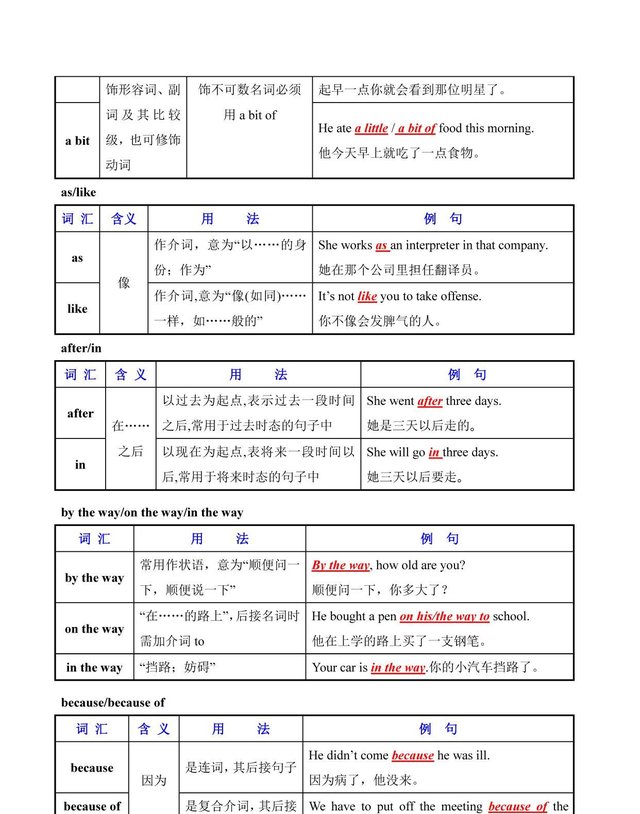 饰形容词、副 饰不可数名词必须 起早一点你就会看到那位明星了。
词及其比较 用 a bit of
级，也可修饰
动词
a bit
He ate a little / a bit of food this morning.
他今天早上就吃了一点食物。
as/like
词 汇 含义 用 法 例 句
as
像
作介词，意为“以……的身
份；作为”
She works as an interpreter in that company.
她在那个公司里担任翻译员。
like
作介词,意为“像(如同)……
一样，如……般的”
It’s not like you to take offense.
你不像会发脾气的人。
after/in
词 汇 含 义 用 法 例 句
after
在……
之后
以过去为起点,表示过去一段时间
之后,常用于过去时态的句子中
She went after three days.
她是三天以后走的。
in
以现在为起点,表将来一段时间以
后,常用于将来时态的句子中
She will go in three days.
她三天以后要走。
by the way/on the way/in the way
词 汇 用 法 例 句
by the way
常用作状语，意为“顺便问一
下，顺便说一下”
By the way, how old are you?
顺便问一下，你多大了？
on the way
“在……的路上”,后接名词时
需加介词 to
He bought a pen on his/the way to school.
他在上学的路上买了一支钢笔。
in the way “挡路；妨碍” Your car is in the way.你的小汽车挡路了。
because/because of
词 汇 含 义 用 法 例 句
because
因为
是连词，其后接句子
He didn’t come because he was ill.
因为病了，他没来。
because of 是复合介词，其后接 We have to put off the meeting because of the